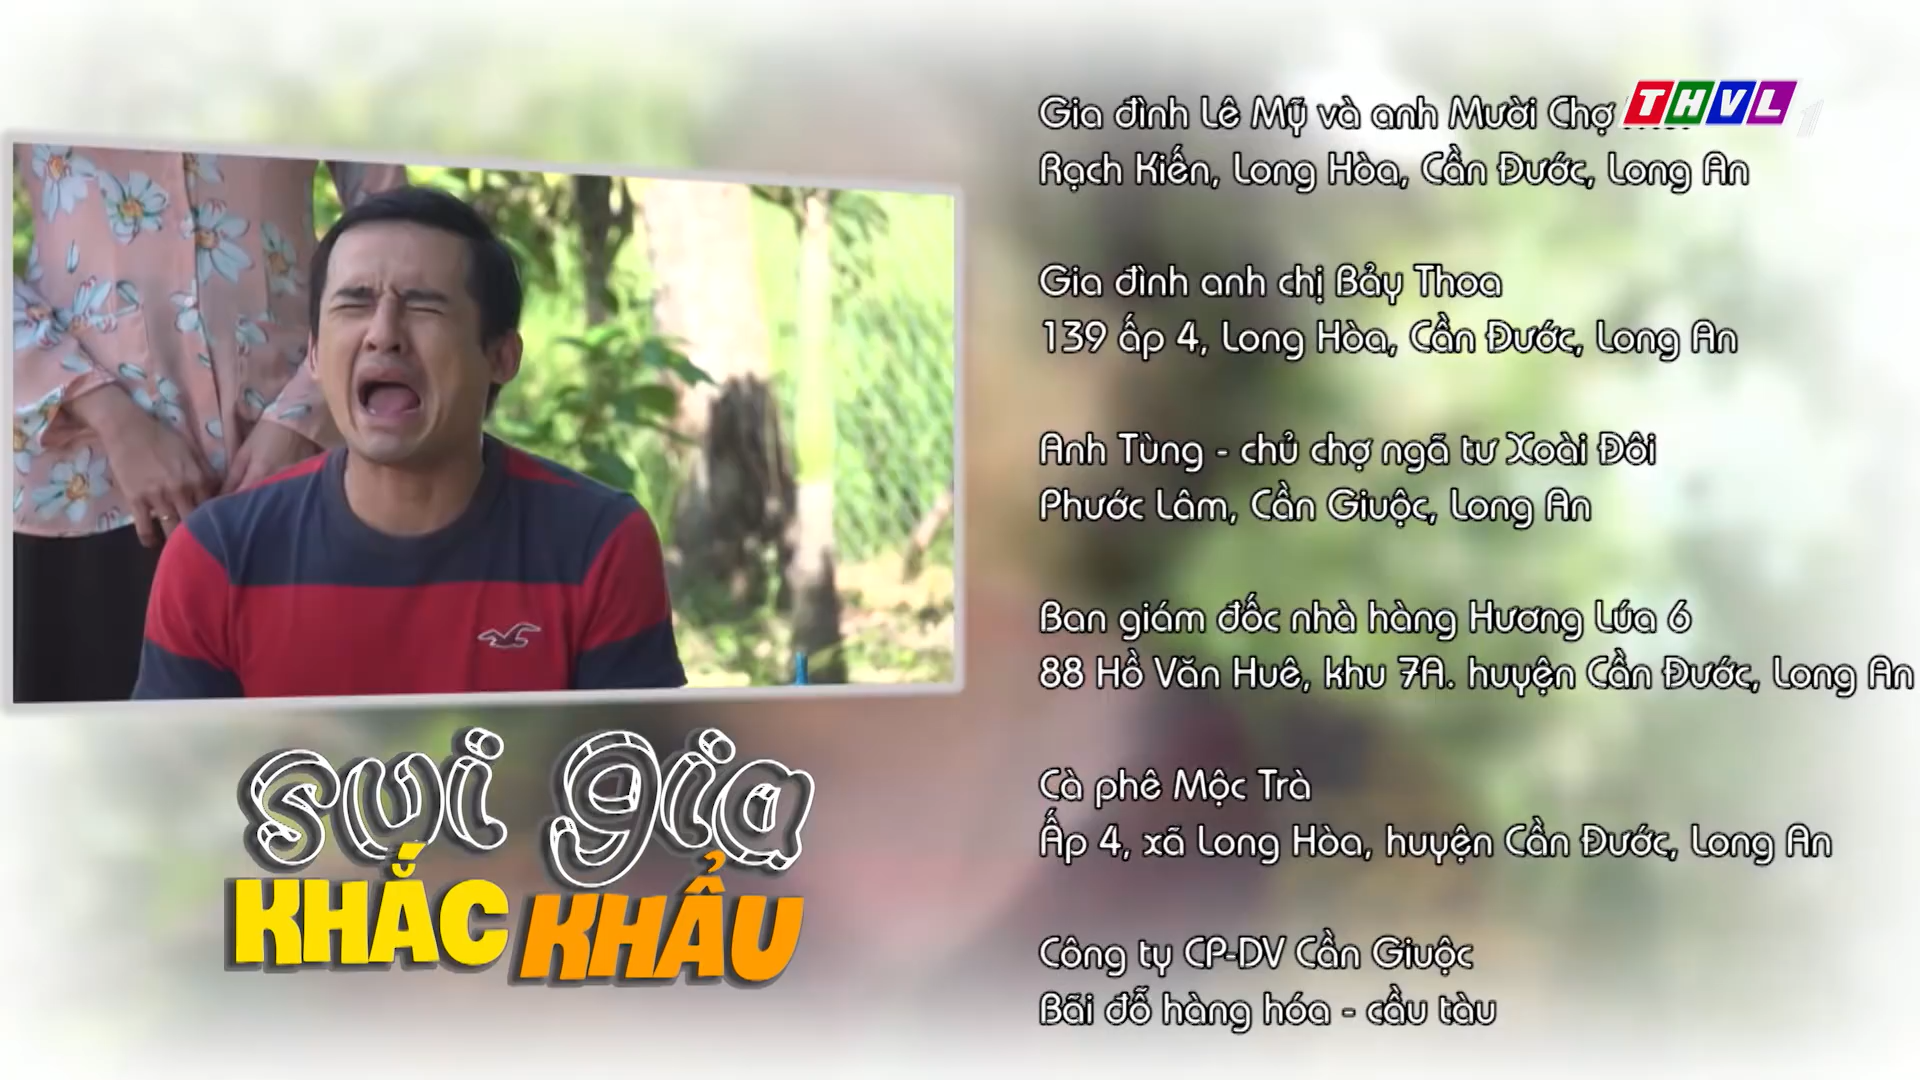 Gia đình Lê Mỹ và anh Mười Chợ
THVL 1
Rạch Kiến, Long Hòa, Cần Đước, Long An
Gia đình anh chị Bảy Thoa
139 ấp 4, Long Hòa, Cần Đước, Long An
Anh Tùng - chủ chợ ngã tư Xoài Đôi
Phước Lâm, Cần Giuộc, Long An
Ban giám đốc nhà hàng Hương Lúa 6
88 Hồ Văn Huê, khu 7A. huyện Cần Đước, Long An
Cà phê Mộc Trà
Ấp 4, xã Long Hòa, huyện Cần Đước, Long An
Công ty CP-DV Cần Giuộc
Bãi đỗ hàng hóa - cầu tàu
sui gia
KHẮC KHẨU